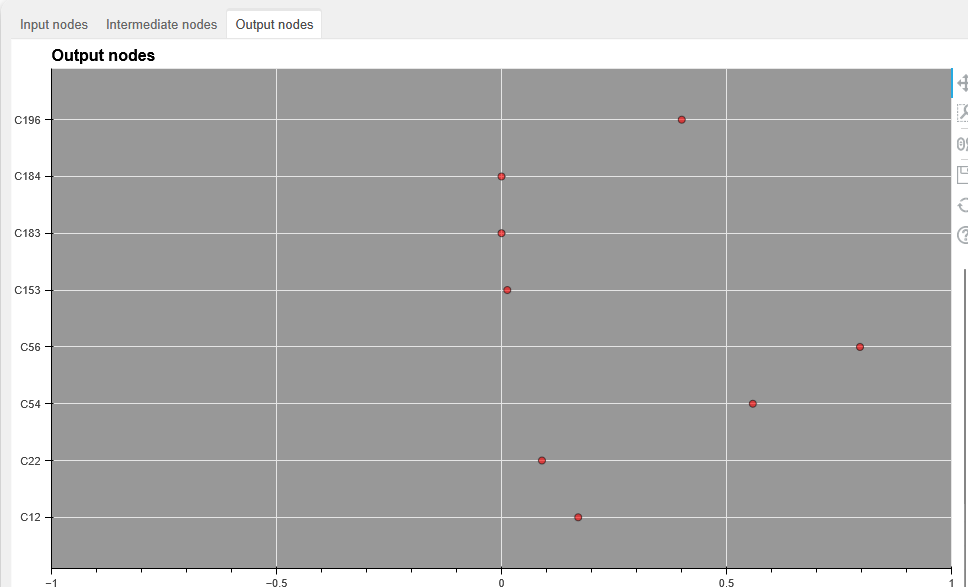 Input nodes Intermediate nodes Output nodes
Output nodes
C196
C184
C183
C153
C56
C54
C22
C12
−1 −0.5 0 0.5 1